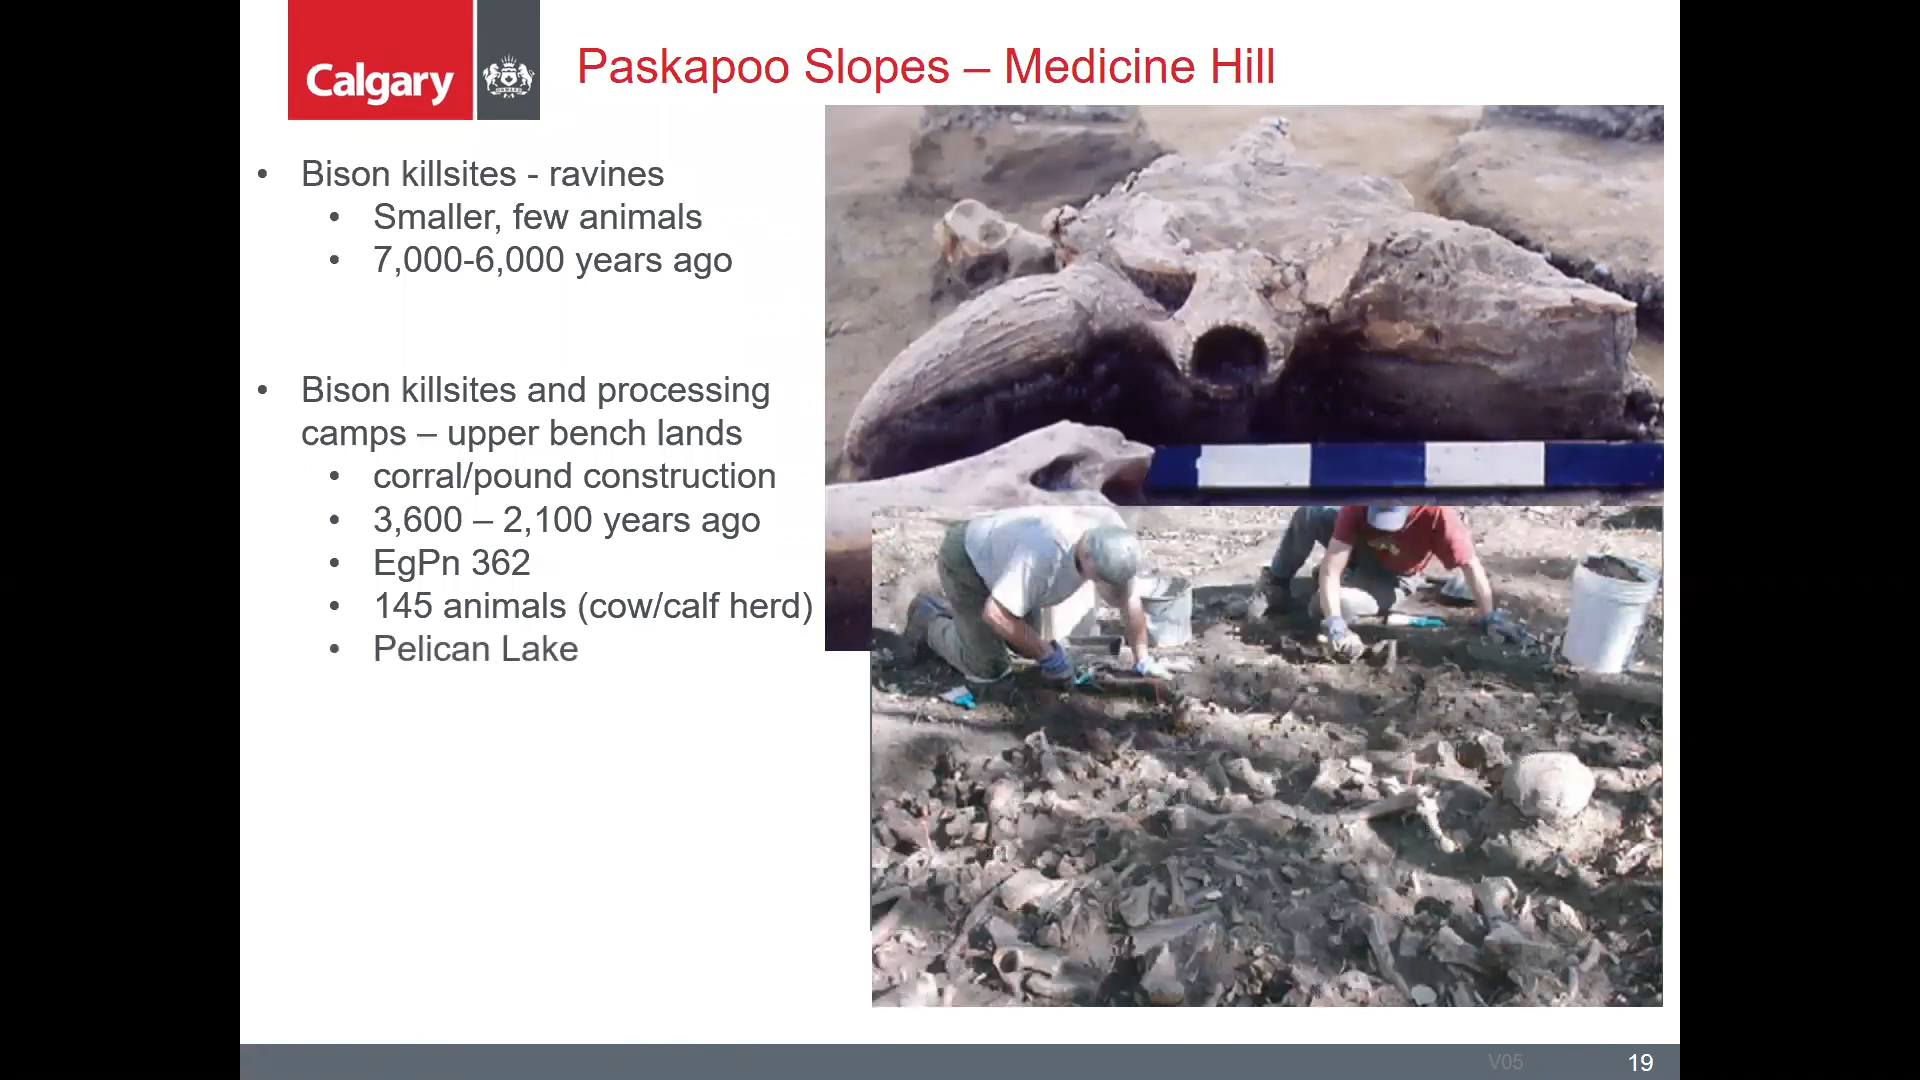 Calgary
Paskapoo Slopes – Medicine Hill
• Bison killsites - ravines
• Smaller, few animals
• 7,000-6,000 years ago
• Bison killsites and processing
camps – upper bench lands
• corral/pound construction
• 3,600 – 2,100 years ago
• EgPn 362
• 145 animals (cow/calf herd)
• Pelican Lake
V05
19